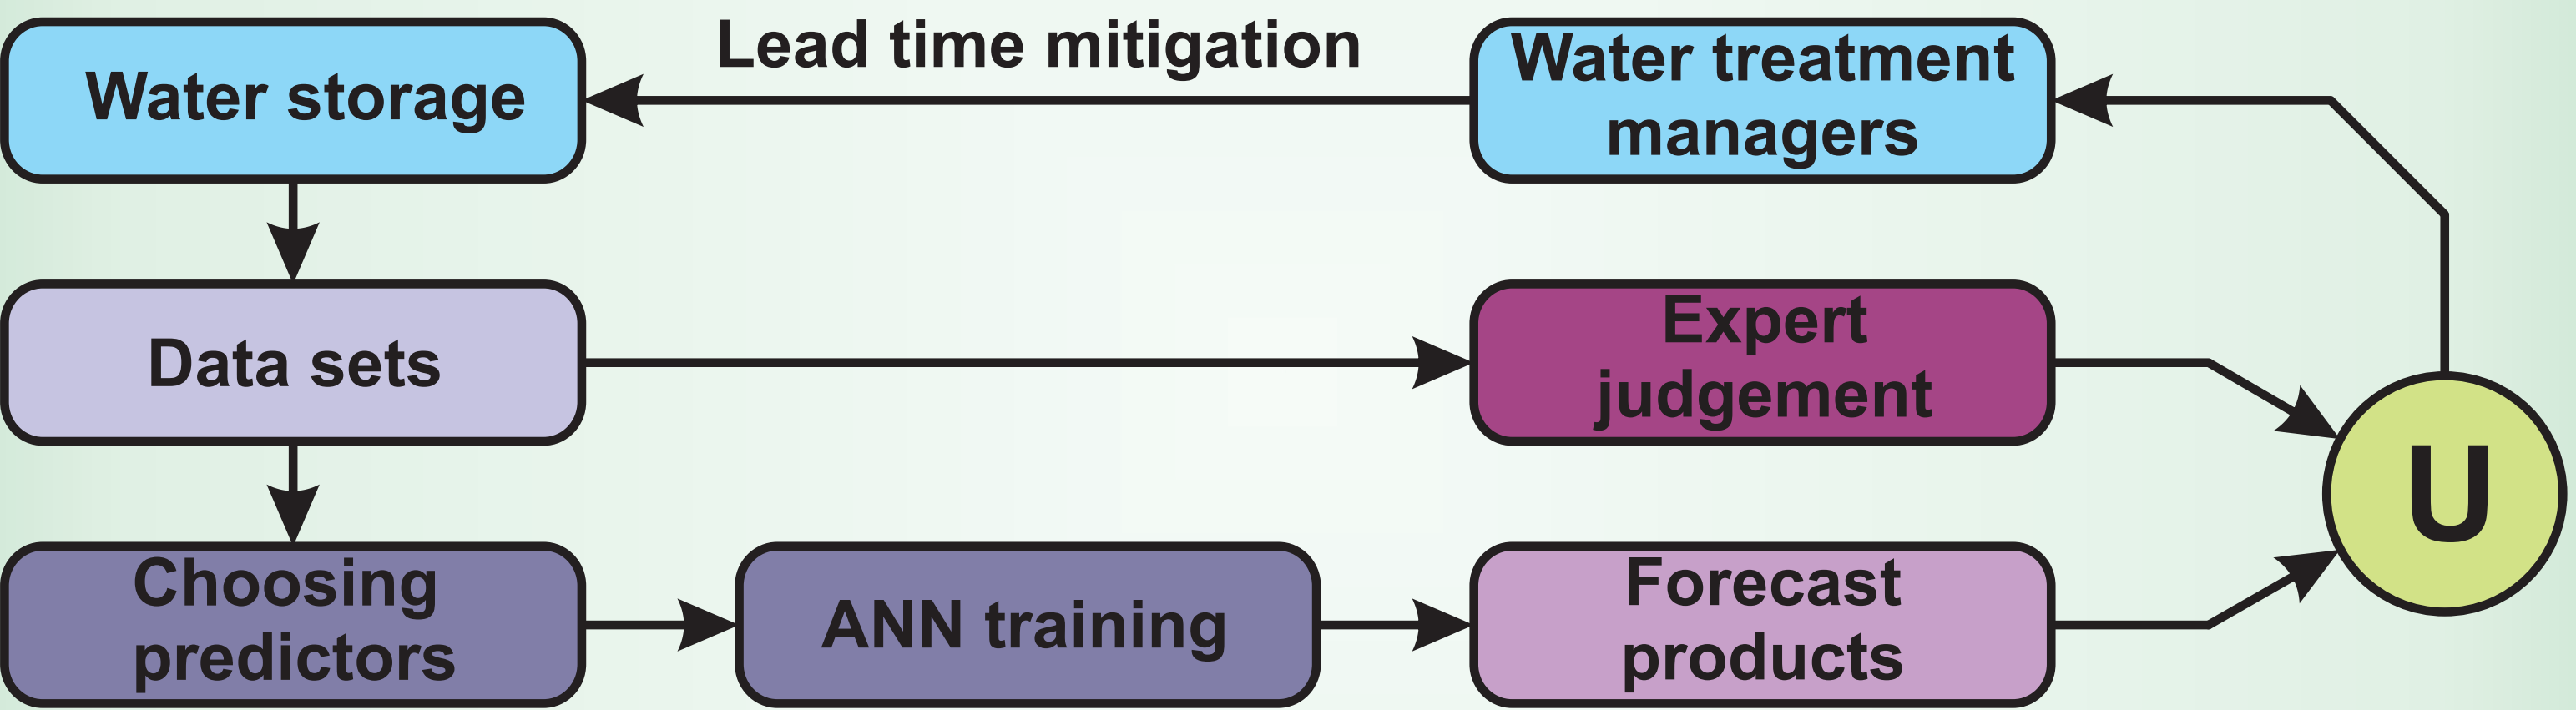 Water storage
Lead time mitigation
Water treatment
managers
Data sets
Expert
judgement
U
Choosing
predictors
ANN training
Forecast
products